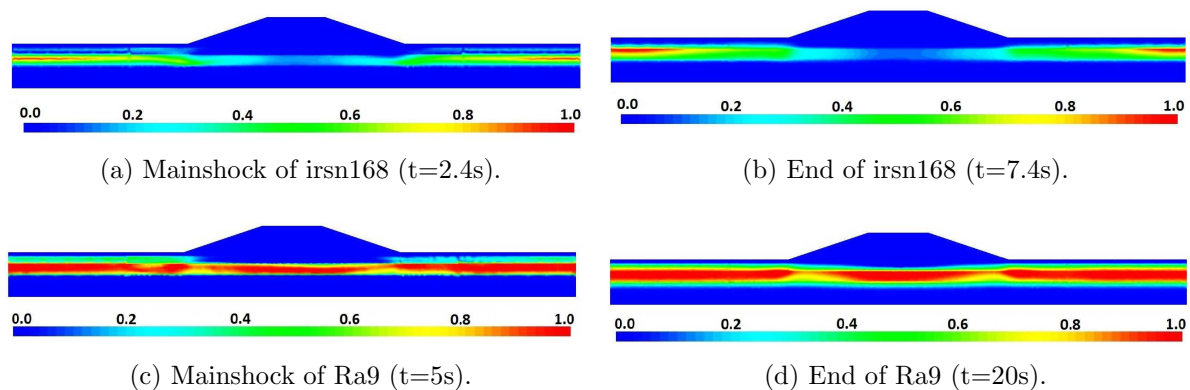 0.0 0.2 0.4 0.6 0.8 1.0
(a) Mainshock of irsn168 (t=2.4s).
0.0 0.2 0.4 0.6 0.8 1.0
(b) End of irsn168 (t=7.4s).
0.0 0.2 0.4 0.6 0.8 1.0
(c) Mainshock of Ra9 (t=5s).
0.0 0.2 0.4 0.6 0.8 1.0
(d) End of Ra9 (t=20s).